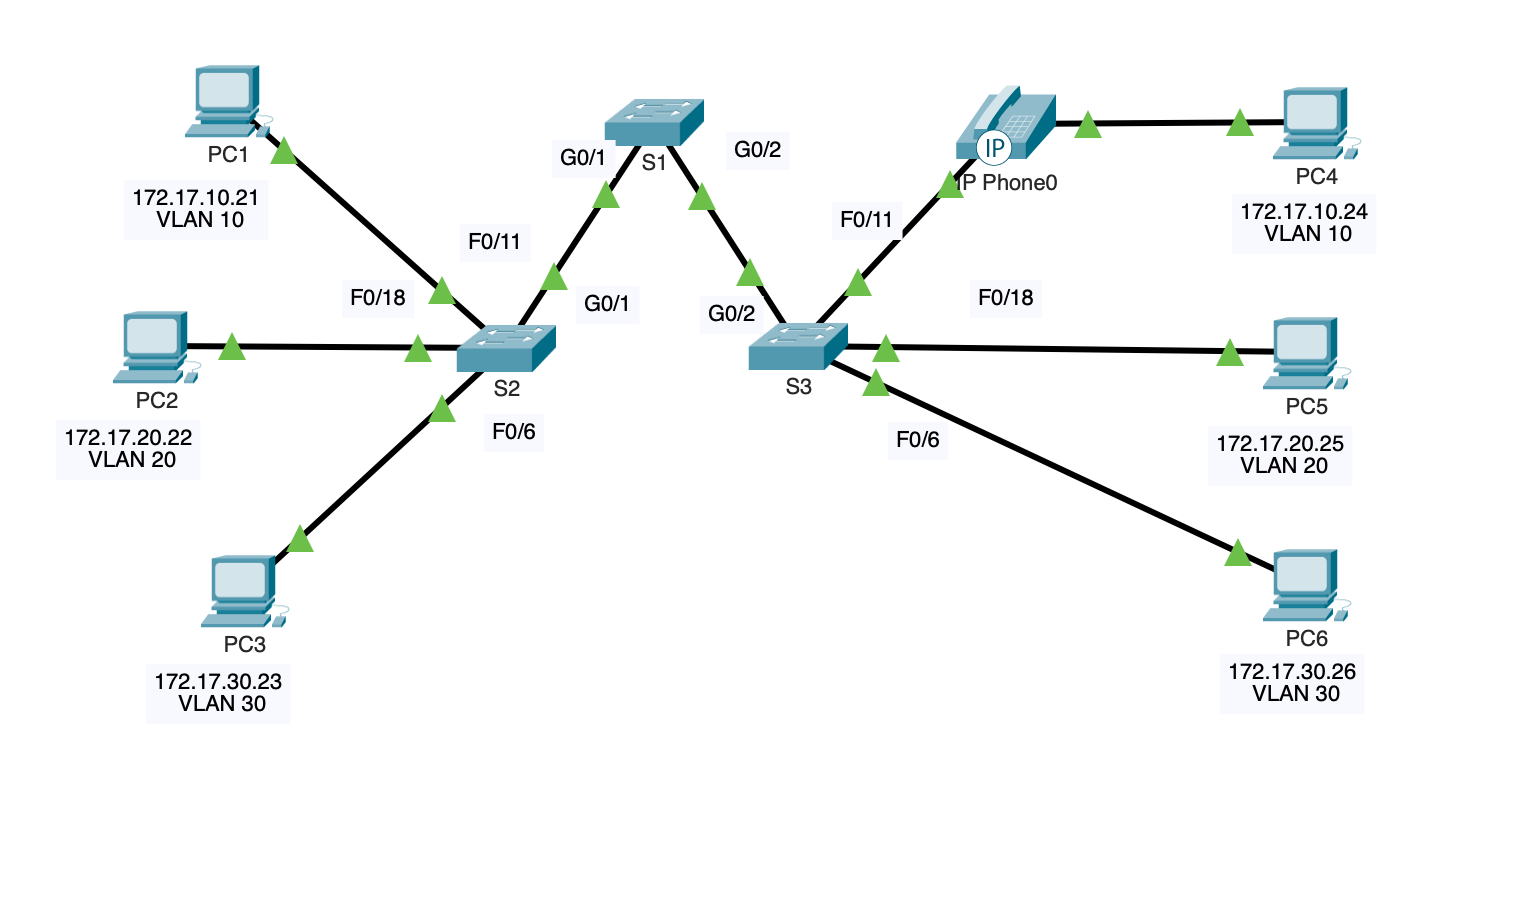 PC1
172.17.10.21
VLAN 10
G0/1
S1
G0/2
IP
IP Phone0
PC4
172.17.10.24
VLAN 10
F0/11
F0/11
F0/18
G0/1
G0/2
F0/18
PC2
172.17.20.22
VLAN 20
S2
F0/6
S3
F0/6
PC5
172.17.20.25
VLAN 20
PC3
172.17.30.23
VLAN 30
PC6
172.17.30.26
VLAN 30